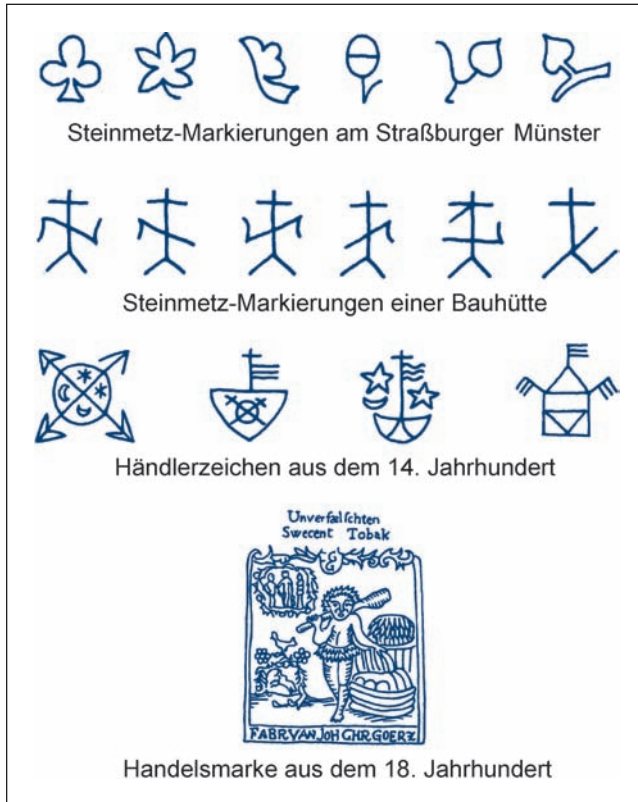 Steinmetz-Markierungen am Straßburger Münster
Steinmetz-Markierungen einer Bauhütte
Händlerzeichen aus dem 14. Jahrhundert
Unverfælschten
Swecent Tobak
FABR.VAN JOH CHR.GOERZ
Handelsmarke aus dem 18. Jahrhundert